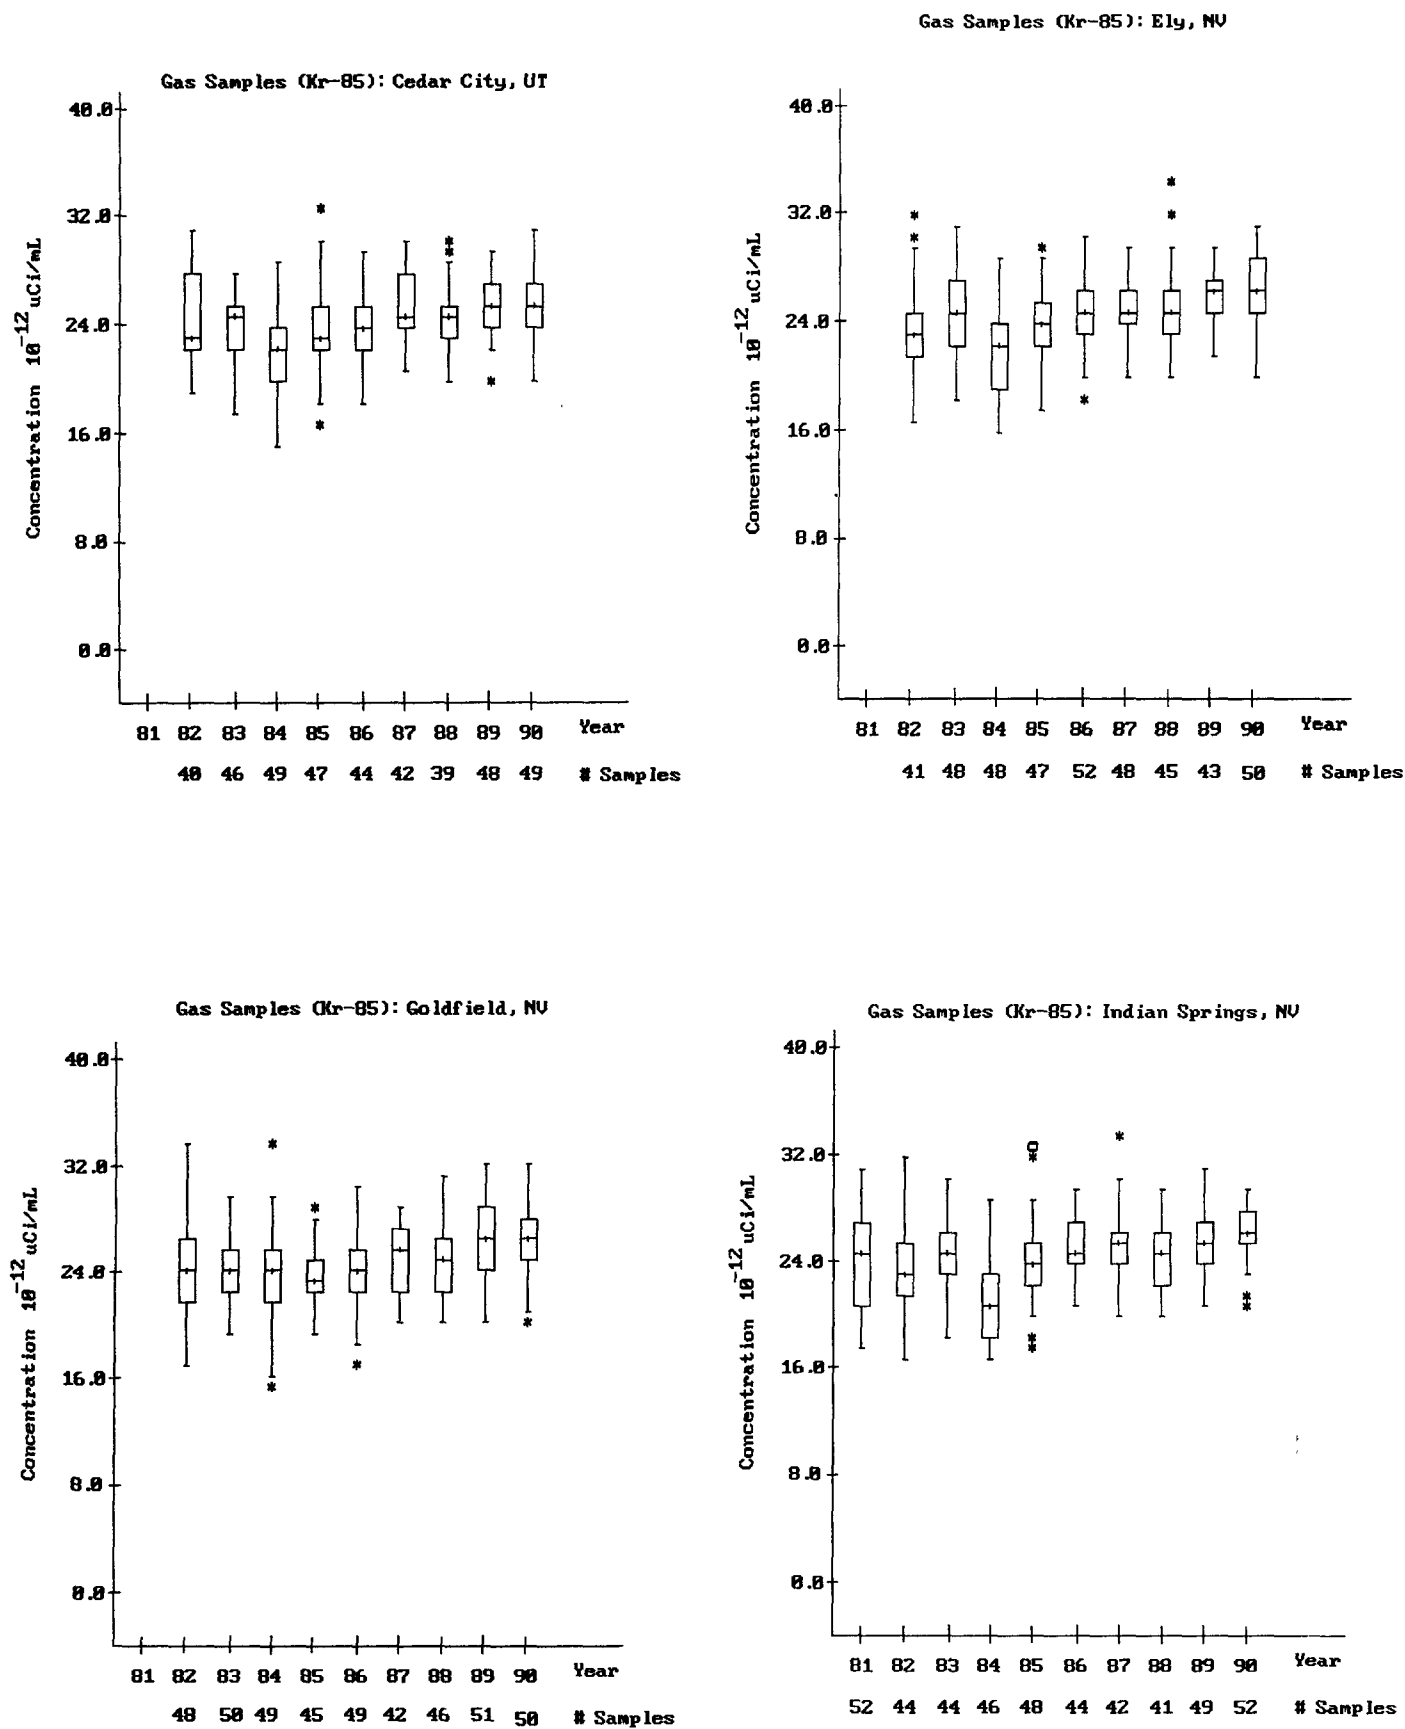 Gas Samples (Kr-85): Cedar City, UT
40.0
32.0
24.0
16.0
8.0
0.0
Concentration 10-12 uCi/mL
81 82 83 84 85 86 87 88 89 90 Year
40 46 49 47 44 42 39 48 49 # Samples
Gas Samples (Kr-85): Ely, NV
40.0
32.0
24.0
16.0
8.0
0.0
Concentration 10-12 uCi/mL
81 82 83 84 85 86 87 88 89 90 Year
41 48 48 47 52 48 45 43 50 # Samples
Gas Samples (Kr-85): Goldfield, NV
40.0
32.0
24.0
16.0
8.0
0.0
Concentration 10-12 uCi/mL
81 82 83 84 85 86 87 88 89 90 Year
48 50 49 45 49 42 46 51 50 # Samples
Gas Samples (Kr-85): Indian Springs, NV
40.0
32.0
24.0
16.0
8.0
0.0
Concentration 10-12 uCi/mL
81 82 83 84 85 86 87 88 89 90 Year
52 44 44 46 48 44 42 41 49 52 # Samples